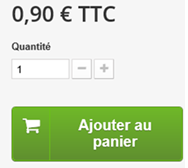 0,90 € TTC
Quantité
1
Ajouter au
panier